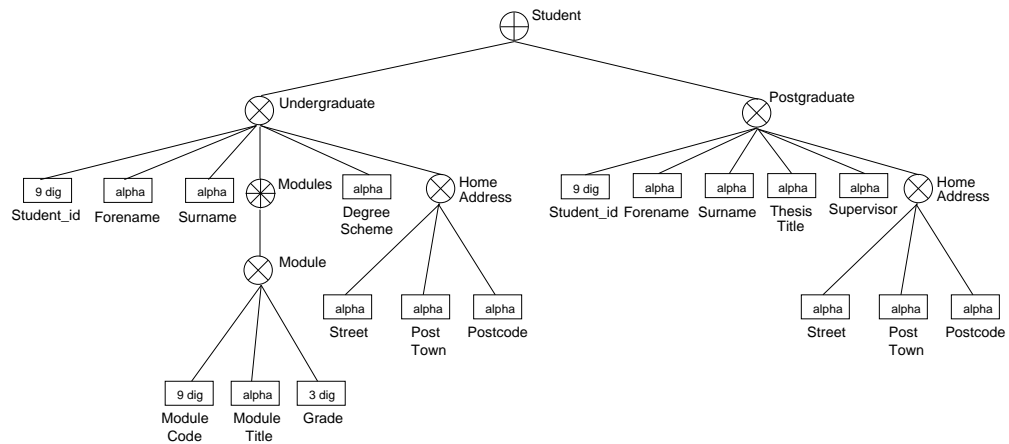 Student
Undergraduate
Postgraduate
9 dig
alpha
alpha
Modules
alpha
Home
Address
9 dig
alpha
alpha
alpha
alpha
Home
Address
Student_id
Forename
Surname
Degree
Scheme
Student_id
Forename
Surname
Thesis
Title
Supervisor
Module
alpha
alpha
alpha
alpha
alpha
alpha
Street
Post
Town
Postcode
Street
Post
Town
Postcode
9 dig
alpha
3 dig
Module
Code
Module
Title
Grade